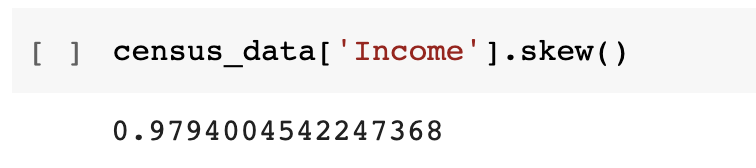 [ ] census_data['Income'].skew()
0.9794004542247368